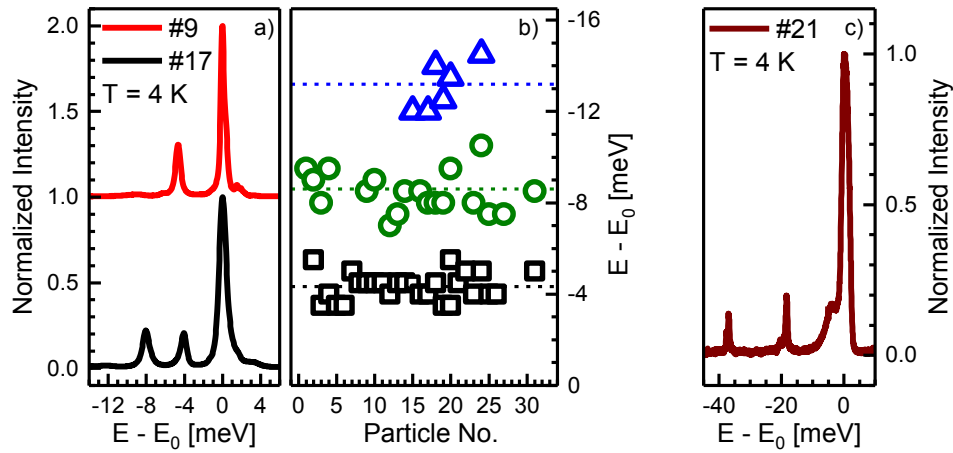 #9
#17
T = 4 K
a)
2.0
1.5
1.0
0.5
0.0
Normalized Intensity
-12 -8 -4 0 4
E - E0 [meV]
b)
-16
-12
-8
-4
0
E - E0 [meV]
0 5 10 15 20 25 30
Particle No.
#21
T = 4 K
c)
1.0
0.5
0.0
Normalized Intensity
-40 -20 0
E - E0 [meV]